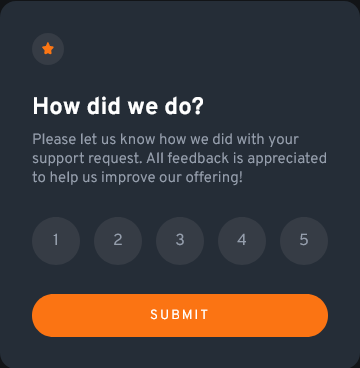 How did we do?
Please let us know how we did with your
support request. All feedback is appreciated
to help us improve our offering!
1 2 3 4 5
SUBMIT